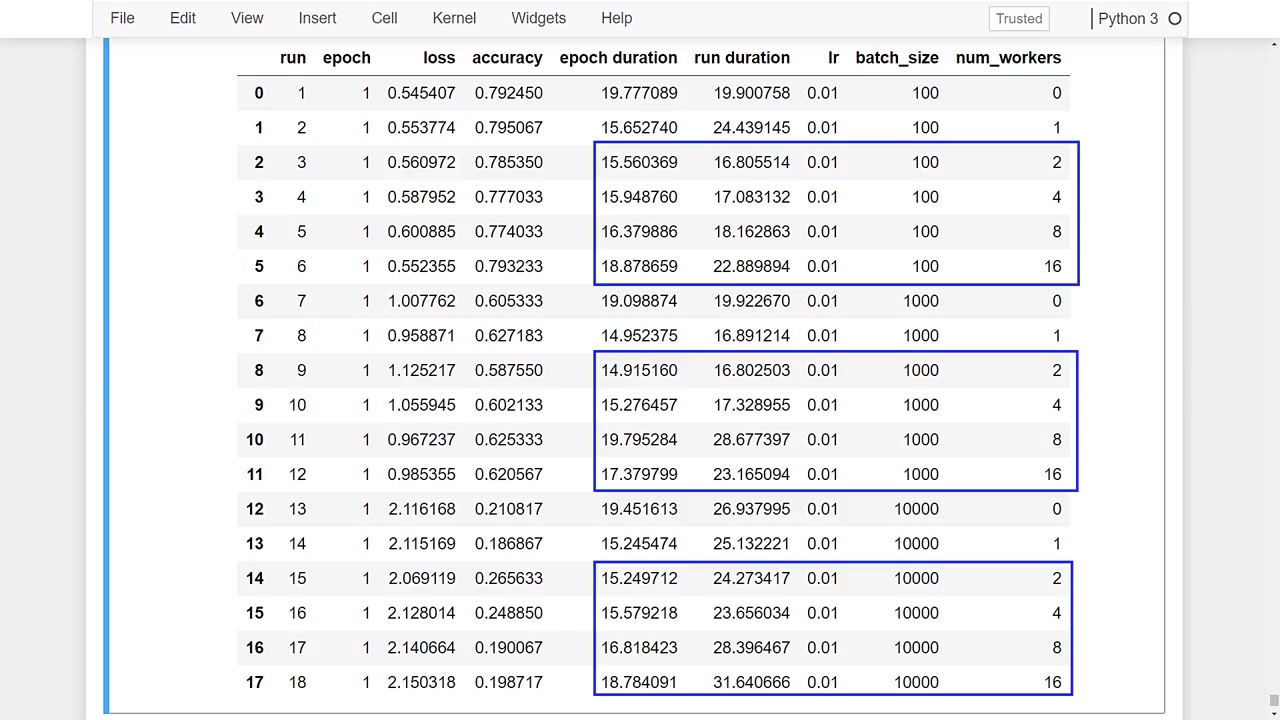 File Edit View Insert Cell Kernel Widgets Help Trusted Python 3
run epoch loss accuracy epoch duration run duration lr batch_size num_workers
0 1 1 0.545407 0.792450 19.777089 19.900758 0.01 100 0
1 2 1 0.553774 0.795067 15.652740 24.439145 0.01 100 1
2 3 1 0.560972 0.785350 15.560369 16.805514 0.01 100 2
3 4 1 0.587952 0.777033 15.948760 17.083132 0.01 100 4
4 5 1 0.600885 0.774033 16.379886 18.162863 0.01 100 8
5 6 1 0.552355 0.793233 18.878659 22.889894 0.01 100 16
6 7 1 1.007762 0.605333 19.098874 19.922670 0.01 1000 0
7 8 1 0.958871 0.627183 14.952375 16.891214 0.01 1000 1
8 9 1 1.125217 0.587550 14.915160 16.802503 0.01 1000 2
9 10 1 1.055945 0.602133 15.276457 17.328955 0.01 1000 4
10 11 1 0.967237 0.625333 19.795284 28.677397 0.01 1000 8
11 12 1 0.985355 0.620567 17.379799 23.165094 0.01 1000 16
12 13 1 2.116168 0.210817 19.451613 26.937995 0.01 10000 0
13 14 1 2.115169 0.186867 15.245474 25.132221 0.01 10000 1
14 15 1 2.069119 0.265633 15.249712 24.273417 0.01 10000 2
15 16 1 2.128014 0.248850 15.579218 23.656034 0.01 10000 4
16 17 1 2.140664 0.190067 16.818423 28.396467 0.01 10000 8
17 18 1 2.150318 0.198717 18.784091 31.640666 0.01 10000 16